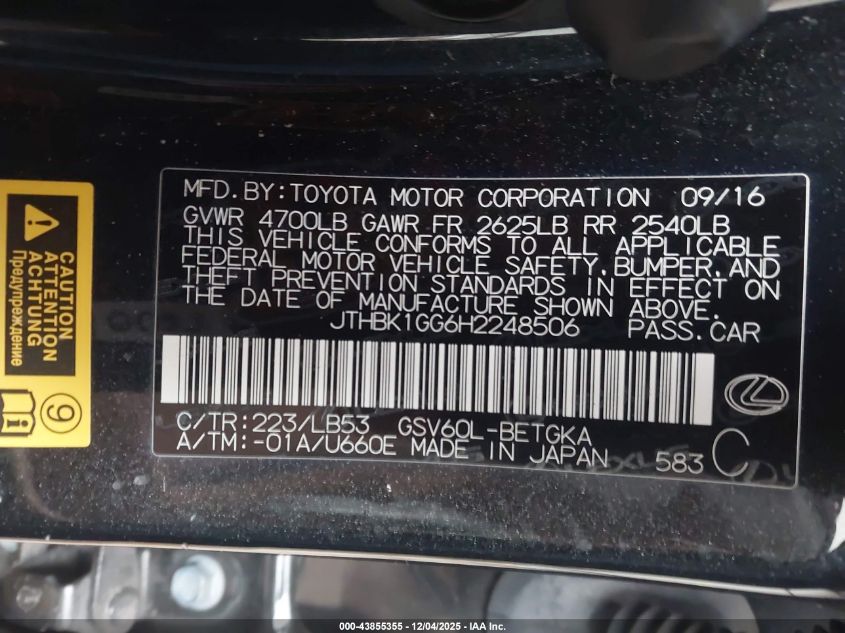 MFD.BY:TOYOTA MOTOR CORPORATION 09/16
GVWR 4700LB GAWR FR 2625LB RR 2540LB
THIS VEHICLE CONFORMS TO ALL APPLICABLE
FEDERAL MOTOR VEHICLE SAFETY,BUMPER,AND
THEFT PREVENTION STANDARDS IN EFFECT ON
THE DATE OF MANUFACTURE SHOWN ABOVE.
JTHBK1GG6H2248506 PASS.CAR
C/TR:223/LB53 GSV60L-BETGKA
A/TM:-01A/U660E MADE IN JAPAN 583 C
CAUTION
ACHTUNG
ATTENTION
Предупреждение
9
000-43855355 - 12/04/2025 - IAA Inc.